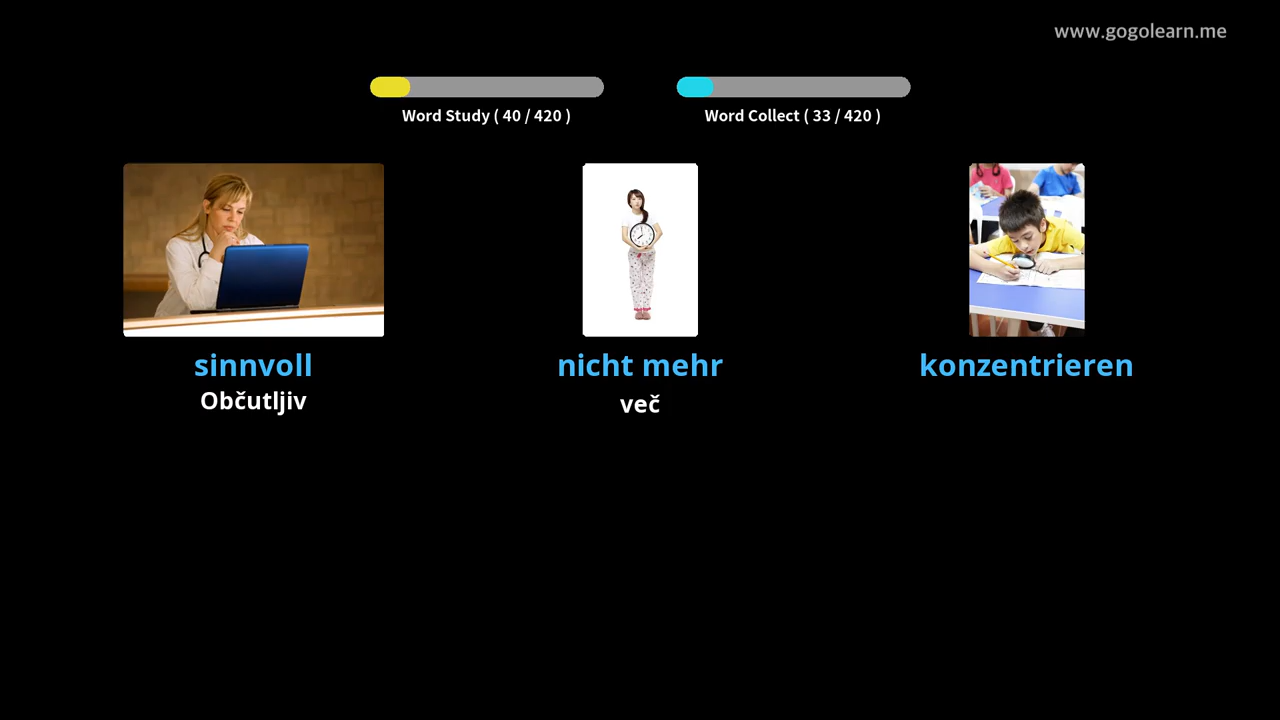 www.gogolearn.me
Word Study ( 40 / 420 )
Word Collect ( 33 / 420 )
sinnvoll
Občutljiv
nicht mehr
več
konzentrieren